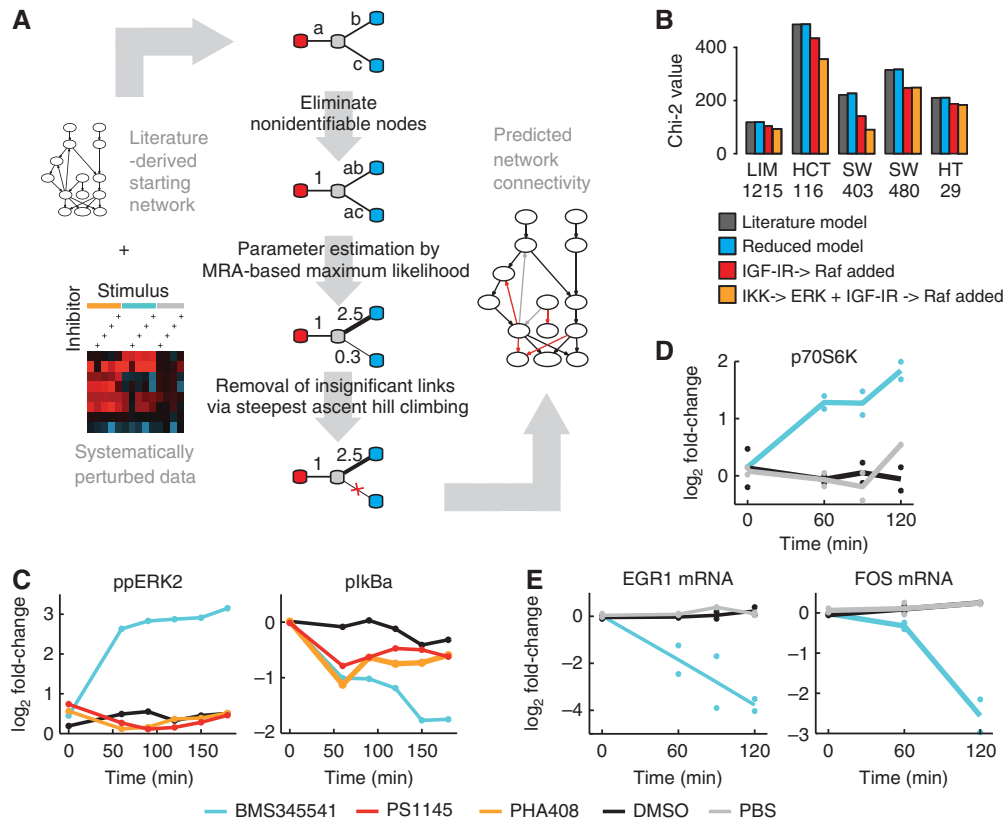 A
a
b
c
Eliminate
nonidentifiable nodes
Literature
-derived
starting
network
1
ab
ac
+
Parameter estimation by
MRA-based maximum likelihood
Stimulus
Inhibitor
+ + + +
+ + + +
+ + + +
1
2.5
0.3
Removal of insignificant links
via steepest ascent hill climbing
Systematically
perturbed data
1
2.5
Predicted
network
connectivity
B
Chi-2 value
400
200
0
LIM
1215
HCT
116
SW
403
SW
480
HT
29
Literature model
Reduced model
IGF-IR-> Raf added
IKK-> ERK + IGF-IR -> Raf added
D
p70S6K
log2 fold-change
2
1
0
0 60 120
Time (min)
C
ppERK2
log2 fold-change
3
2
1
0
0 50 100 150
Time (min)
pIkBa
0
−1
−2
0 50 100 150
Time (min)
E
EGR1 mRNA
log2 fold-change
0
−2
−4
0 60 120
Time (min)
FOS mRNA
0
−1
−2
−3
0 60 120
Time (min)
BMS345541 PS1145 PHA408 DMSO PBS